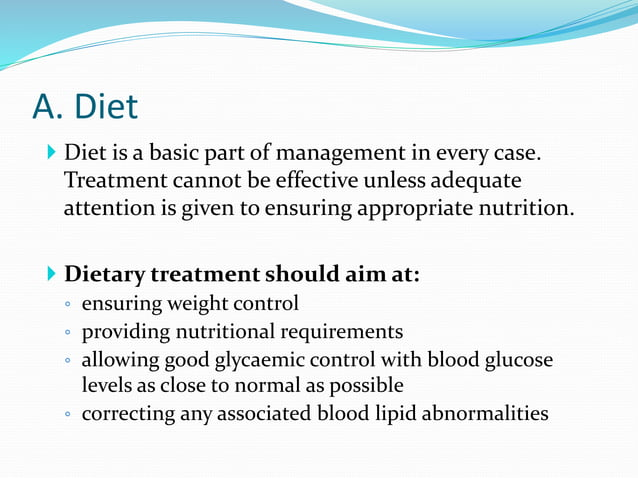 A. Diet
Diet is a basic part of management in every case.
Treatment cannot be effective unless adequate
attention is given to ensuring appropriate nutrition.
Dietary treatment should aim at:
ensuring weight control
providing nutritional requirements
allowing good glycaemic control with blood glucose
levels as close to normal as possible
correcting any associated blood lipid abnormalities